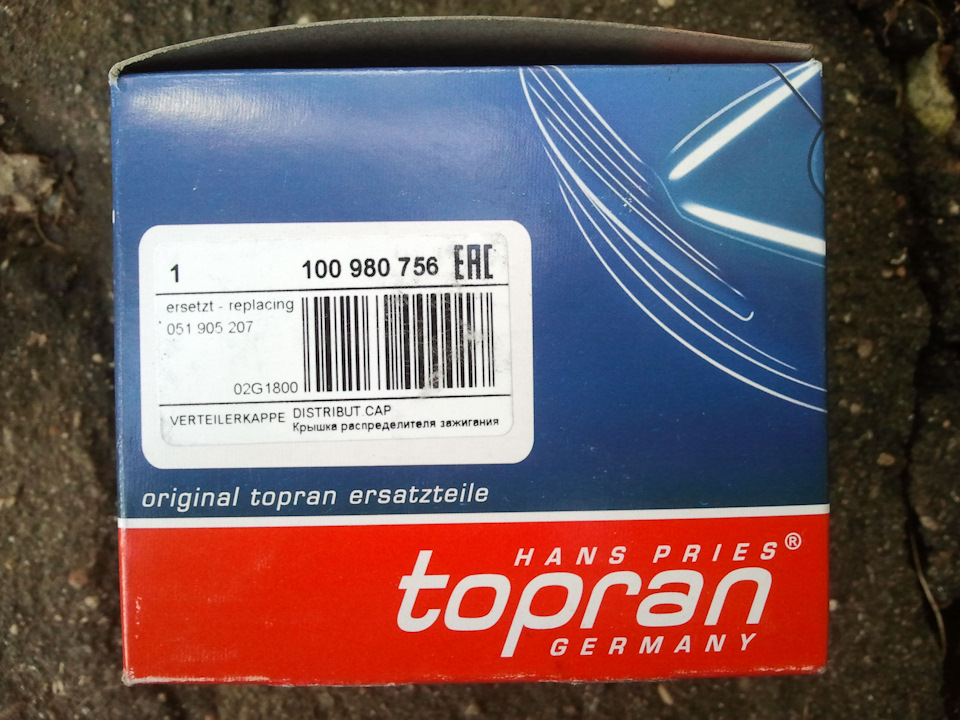 1 100 980 756 EAC
ersetzt - replacing
051 905 207
02G1800
VERTEILERKAPPE DISTRIBUT.CAP
Крышка распределителя зажигания
original topran ersatzteile
HANS PRIES®
topran
GERMANY